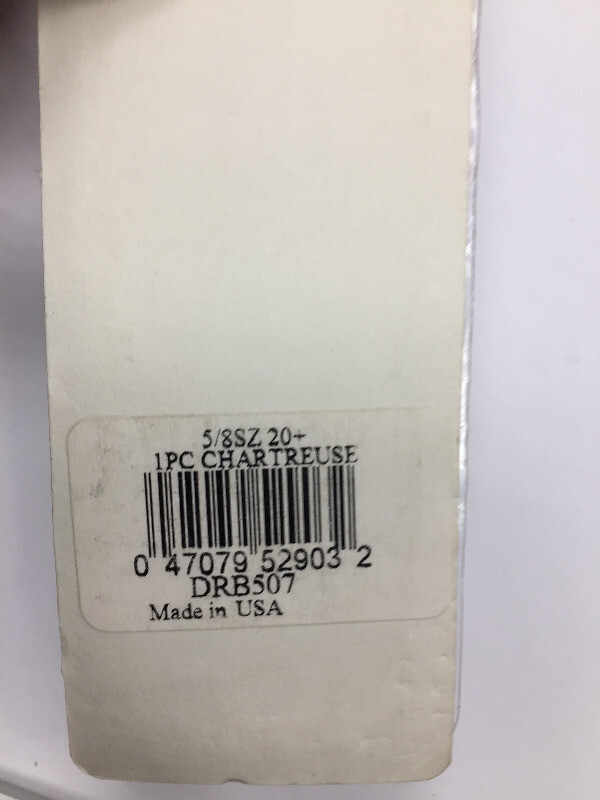 5/8SZ 20+
1PC CHARTREUSE
0 47079 52903 2
DRB507
Made in USA